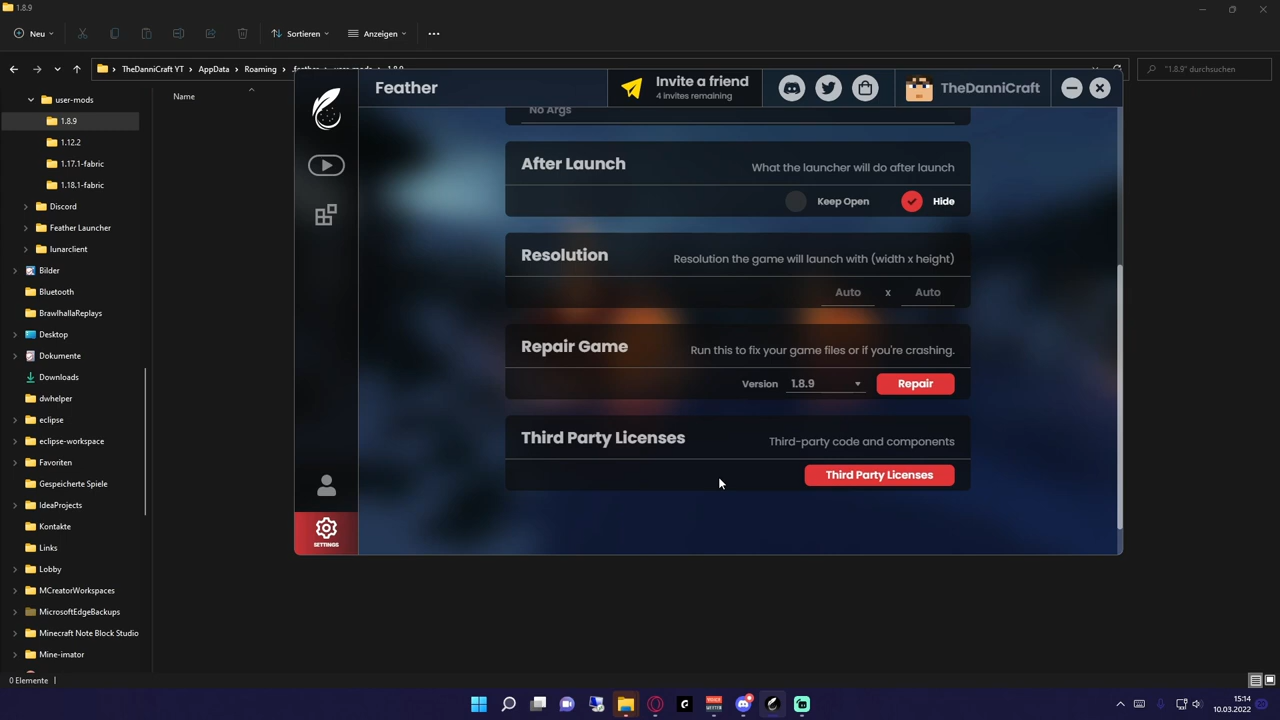 1.8.9
Neu
Sortieren
Anzeigen
TheDanniCraft YT > AppData > Roaming >
"1.8.9" durchsuchen
user-mods
1.8.9
1.12.2
1.17.1-fabric
1.18.1-fabric
Discord
Feather Launcher
lunarclient
Bilder
Bluetooth
BrawlhallaReplays
Desktop
Dokumente
Downloads
dwhelper
eclipse
eclipse-workspace
Favoriten
Gespeicherte Spiele
IdeaProjects
Kontakte
Links
Lobby
MCreatorWorkspaces
MicrosoftEdgeBackups
Minecraft Note Block Studio
Mine-imator
Name
Feather
Invite a friend
4 invites remaining
TheDanniCraft
No Args
After Launch
What the launcher will do after launch
Keep Open
Hide
Resolution
Resolution the game will launch with (width x height)
Auto x Auto
Repair Game
Run this to fix your game files or if you're crashing.
Version 1.8.9
Repair
Third Party Licenses
Third-party code and components
Third Party Licenses
SETTINGS
0 Elemente
15:14
10.03.2022